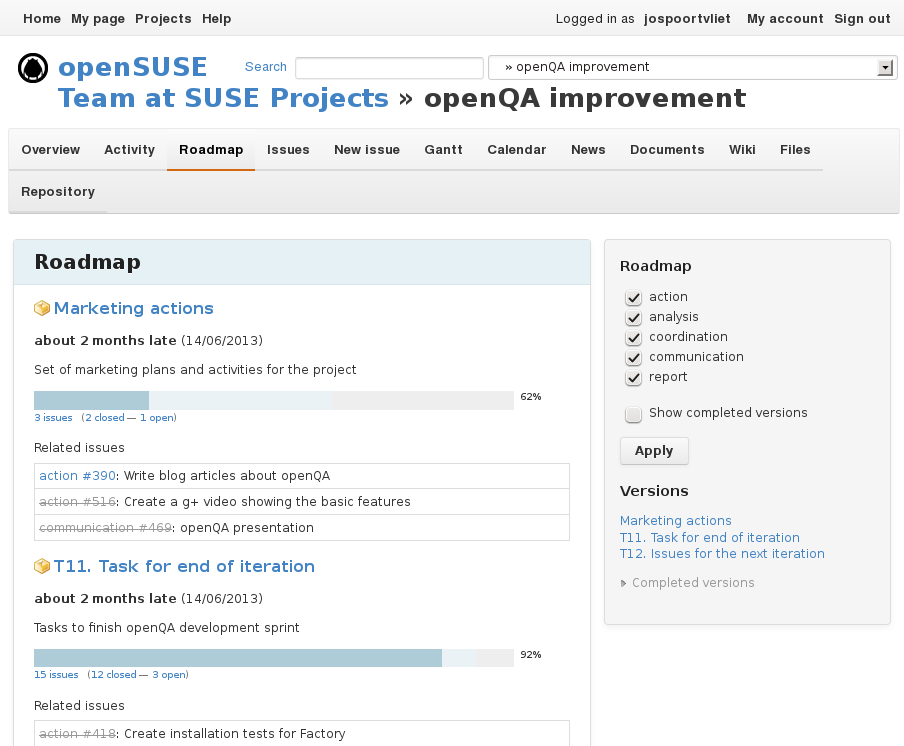 Home My page Projects Help
Logged in as jospoortvliet My account Sign out
openSUSE
Team at SUSE Projects » openQA improvement
Search
» openQA improvement
Overview Activity Roadmap Issues New issue Gantt Calendar News Documents Wiki Files
Repository
Roadmap
Marketing actions
about 2 months late (14/06/2013)
Set of marketing plans and activities for the project
62%
3 issues (2 closed — 1 open)
Related issues
action #390: Write blog articles about openQA
action #516: Create a g+ video showing the basic features
communication #469: openQA presentation
T11. Task for end of iteration
about 2 months late (14/06/2013)
Tasks to finish openQA development sprint
92%
15 issues (12 closed — 3 open)
Related issues
action #418: Create installation tests for Factory
Roadmap
action
analysis
coordination
communication
report
Show completed versions
Apply
Versions
Marketing actions
T11. Task for end of iteration
T12. Issues for the next iteration
Completed versions